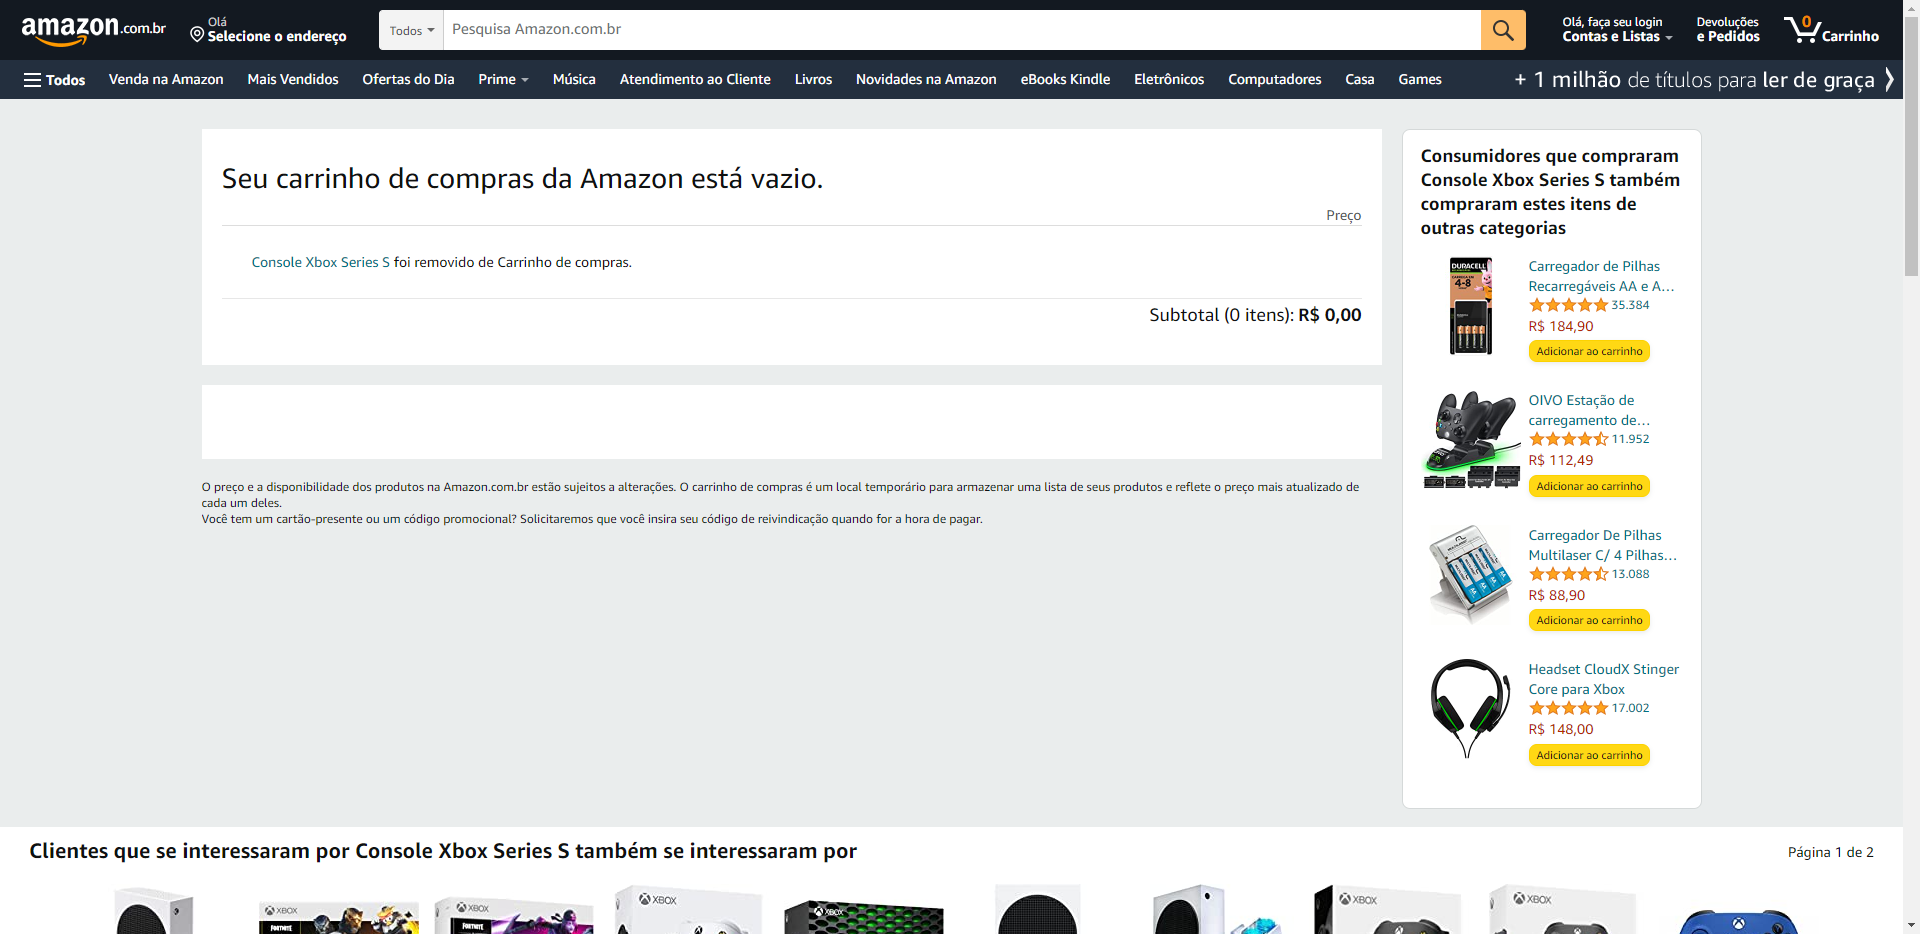 amazon.com.br
Olá
Selecione o endereço
Todos
Pesquisa Amazon.com.br
Olá, faça seu login
Contas e Listas
Devoluções
e Pedidos
0
Carrinho
Todos
Venda na Amazon
Mais Vendidos
Ofertas do Dia
Prime
Música
Atendimento ao Cliente
Livros
Novidades na Amazon
eBooks Kindle
Eletrônicos
Computadores
Casa
Games
+ 1 milhão de títulos para ler de graça
Seu carrinho de compras da Amazon está vazio.
Preço
Console Xbox Series S foi removido de Carrinho de compras.
Subtotal (0 itens): R$ 0,00
O preço e a disponibilidade dos produtos na Amazon.com.br estão sujeitos a alterações. O carrinho de compras é um local temporário para armazenar uma lista de seus produtos e reflete o preço mais atualizado de
cada um deles.
Você tem um cartão-presente ou um código promocional? Solicitaremos que você insira seu código de reivindicação quando for a hora de pagar.
Consumidores que compraram
Console Xbox Series S também
compraram estes itens de
outras categorias
DURACELL
4-8
Carregador de Pilhas
Recarregáveis AA e A...
35.384
R$ 184,90
Adicionar ao carrinho
OIVO Estação de
carregamento de...
11.952
R$ 112,49
Adicionar ao carrinho
Carregador De Pilhas
Multilaser C/ 4 Pilhas...
13.088
R$ 88,90
Adicionar ao carrinho
Headset CloudX Stinger
Core para Xbox
17.002
R$ 148,00
Adicionar ao carrinho
Clientes que se interessaram por Console Xbox Series S também se interessaram por
Página 1 de 2
XBOX
FORTNITE
XBOX
FORTNITE
XBOX
XBOX
XBOX
XBOX